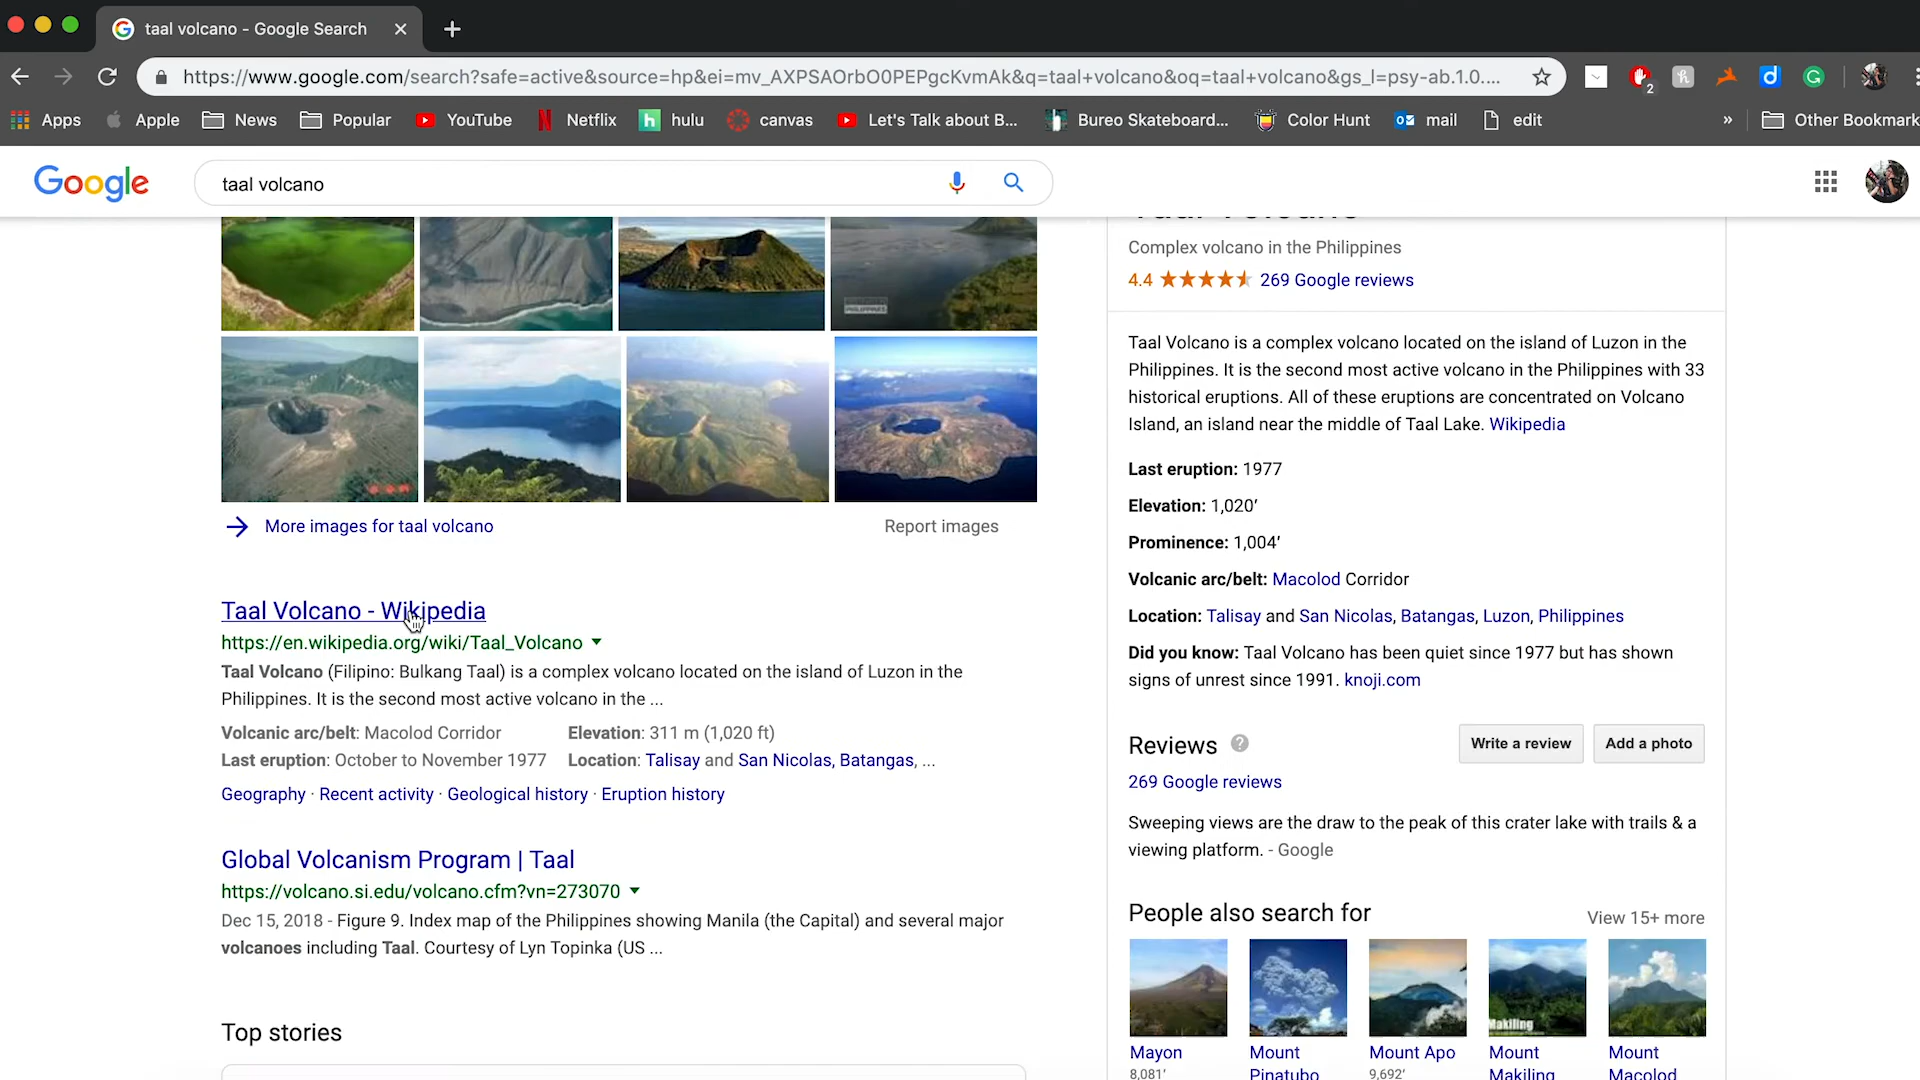 taal volcano - Google Search
https://www.google.com/search?safe=active&source=hp&ei=mv_AXPSAOrbO0PEPgcKvmAk&q=taal+volcano&oq=taal+volcano&gs_l=psy-ab.1.0....
2
Apps Apple News Popular YouTube Netflix hulu canvas Let's Talk about B... Bureo Skateboard... Color Hunt mail edit » Other Bookmark
Google
taal volcano
Complex volcano in the Philippines
4.4 269 Google reviews
PHILIPPINES
Taal Volcano is a complex volcano located on the island of Luzon in the
Philippines. It is the second most active volcano in the Philippines with 33
historical eruptions. All of these eruptions are concentrated on Volcano
Island, an island near the middle of Taal Lake. Wikipedia
Last eruption: 1977
Elevation: 1,020′
Prominence: 1,004′
Volcanic arc/belt: Macolod Corridor
Location: Talisay and San Nicolas, Batangas, Luzon, Philippines
Did you know: Taal Volcano has been quiet since 1977 but has shown
signs of unrest since 1991. knoji.com
More images for taal volcano
Report images
Taal Volcano - Wikipedia
https://en.wikipedia.org/wiki/Taal_Volcano
Taal Volcano (Filipino: Bulkang Taal) is a complex volcano located on the island of Luzon in the
Philippines. It is the second most active volcano in the ...
Volcanic arc/belt: Macolod Corridor Elevation: 311 m (1,020 ft)
Last eruption: October to November 1977 Location: Talisay and San Nicolas, Batangas, ...
Geography · Recent activity · Geological history · Eruption history
Global Volcanism Program | Taal
https://volcano.si.edu/volcano.cfm?vn=273070
Dec 15, 2018 - Figure 9. Index map of the Philippines showing Manila (the Capital) and several major
volcanoes including Taal. Courtesy of Lyn Topinka (US ...
Top stories
Reviews
Write a review
Add a photo
269 Google reviews
Sweeping views are the draw to the peak of this crater lake with trails & a
viewing platform. - Google
People also search for
View 15+ more
Makiling
Mayon
8,081′
Mount
Pinatubo
Mount Apo
9,692′
Mount
Makiling
Mount
Macolod